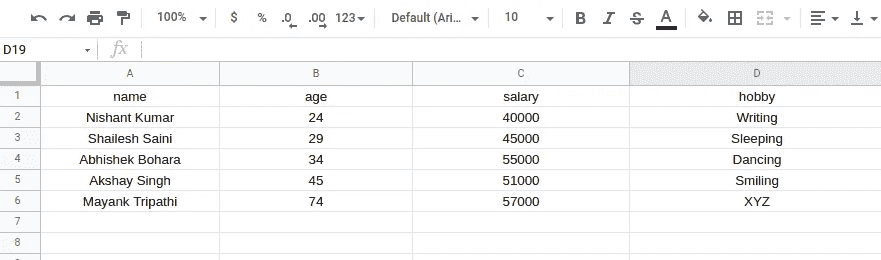 100% $ % .0 .00 123 Default (Ari... 10 B I S A
D19 fx
A B C D
1 name age salary hobby
2 Nishant Kumar 24 40000 Writing
3 Shailesh Saini 29 45000 Sleeping
4 Abhishek Bohara 34 55000 Dancing
5 Akshay Singh 45 51000 Smiling
6 Mayank Tripathi 74 57000 XYZ
7
8